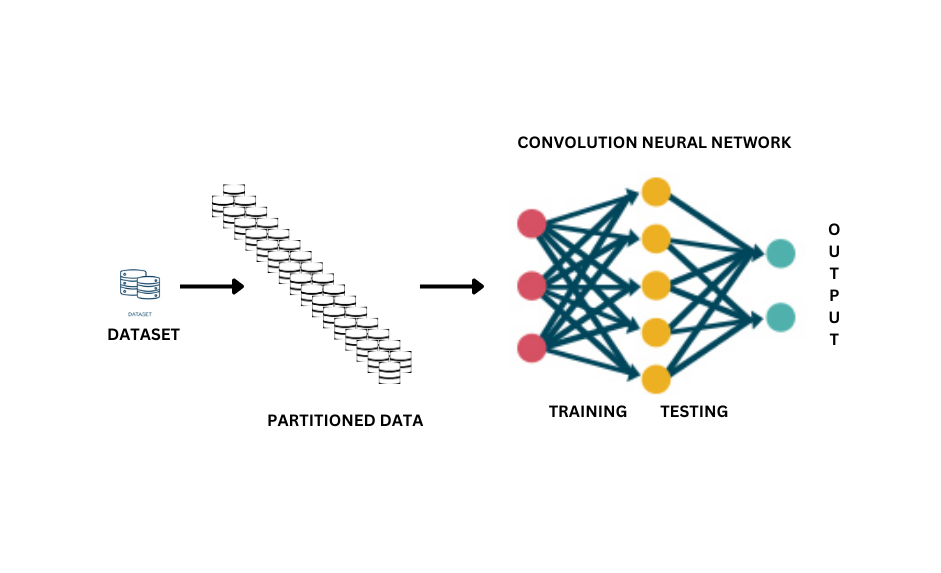 CONVOLUTION NEURAL NETWORK
DATASET
DATASET
PARTITIONED DATA
TRAINING
TESTING
O
U
T
P
U
T